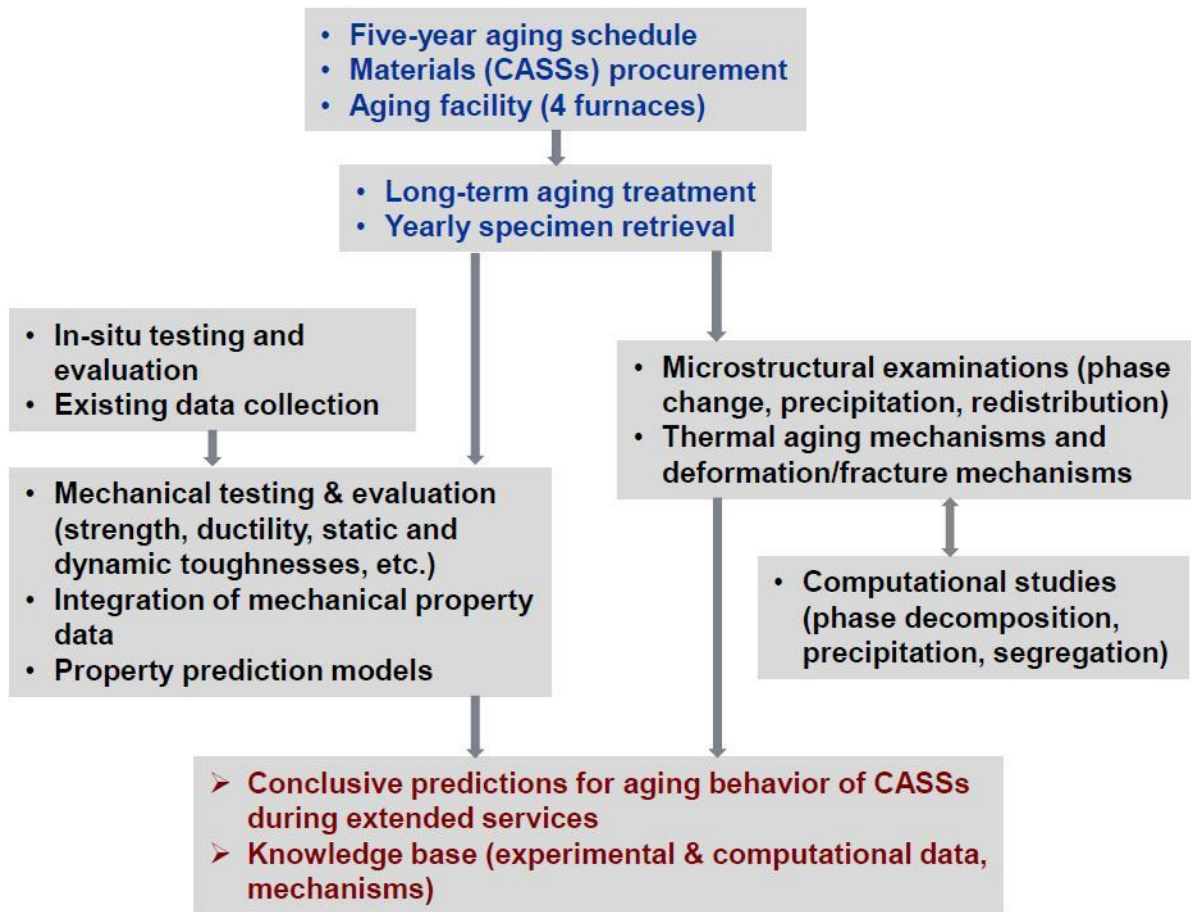 • Five-year aging schedule
• Materials (CASSs) procurement
• Aging facility (4 furnaces)
• Long-term aging treatment
• Yearly specimen retrieval
• In-situ testing and
evaluation
• Existing data collection
• Microstructural examinations (phase
change, precipitation, redistribution)
• Thermal aging mechanisms and
deformation/fracture mechanisms
• Mechanical testing & evaluation
(strength, ductility, static and
dynamic toughnesses, etc.)
• Integration of mechanical property
data
• Property prediction models
• Computational studies
(phase decomposition,
precipitation, segregation)
➢ Conclusive predictions for aging behavior of CASSs
during extended services
➢ Knowledge base (experimental & computational data,
mechanisms)